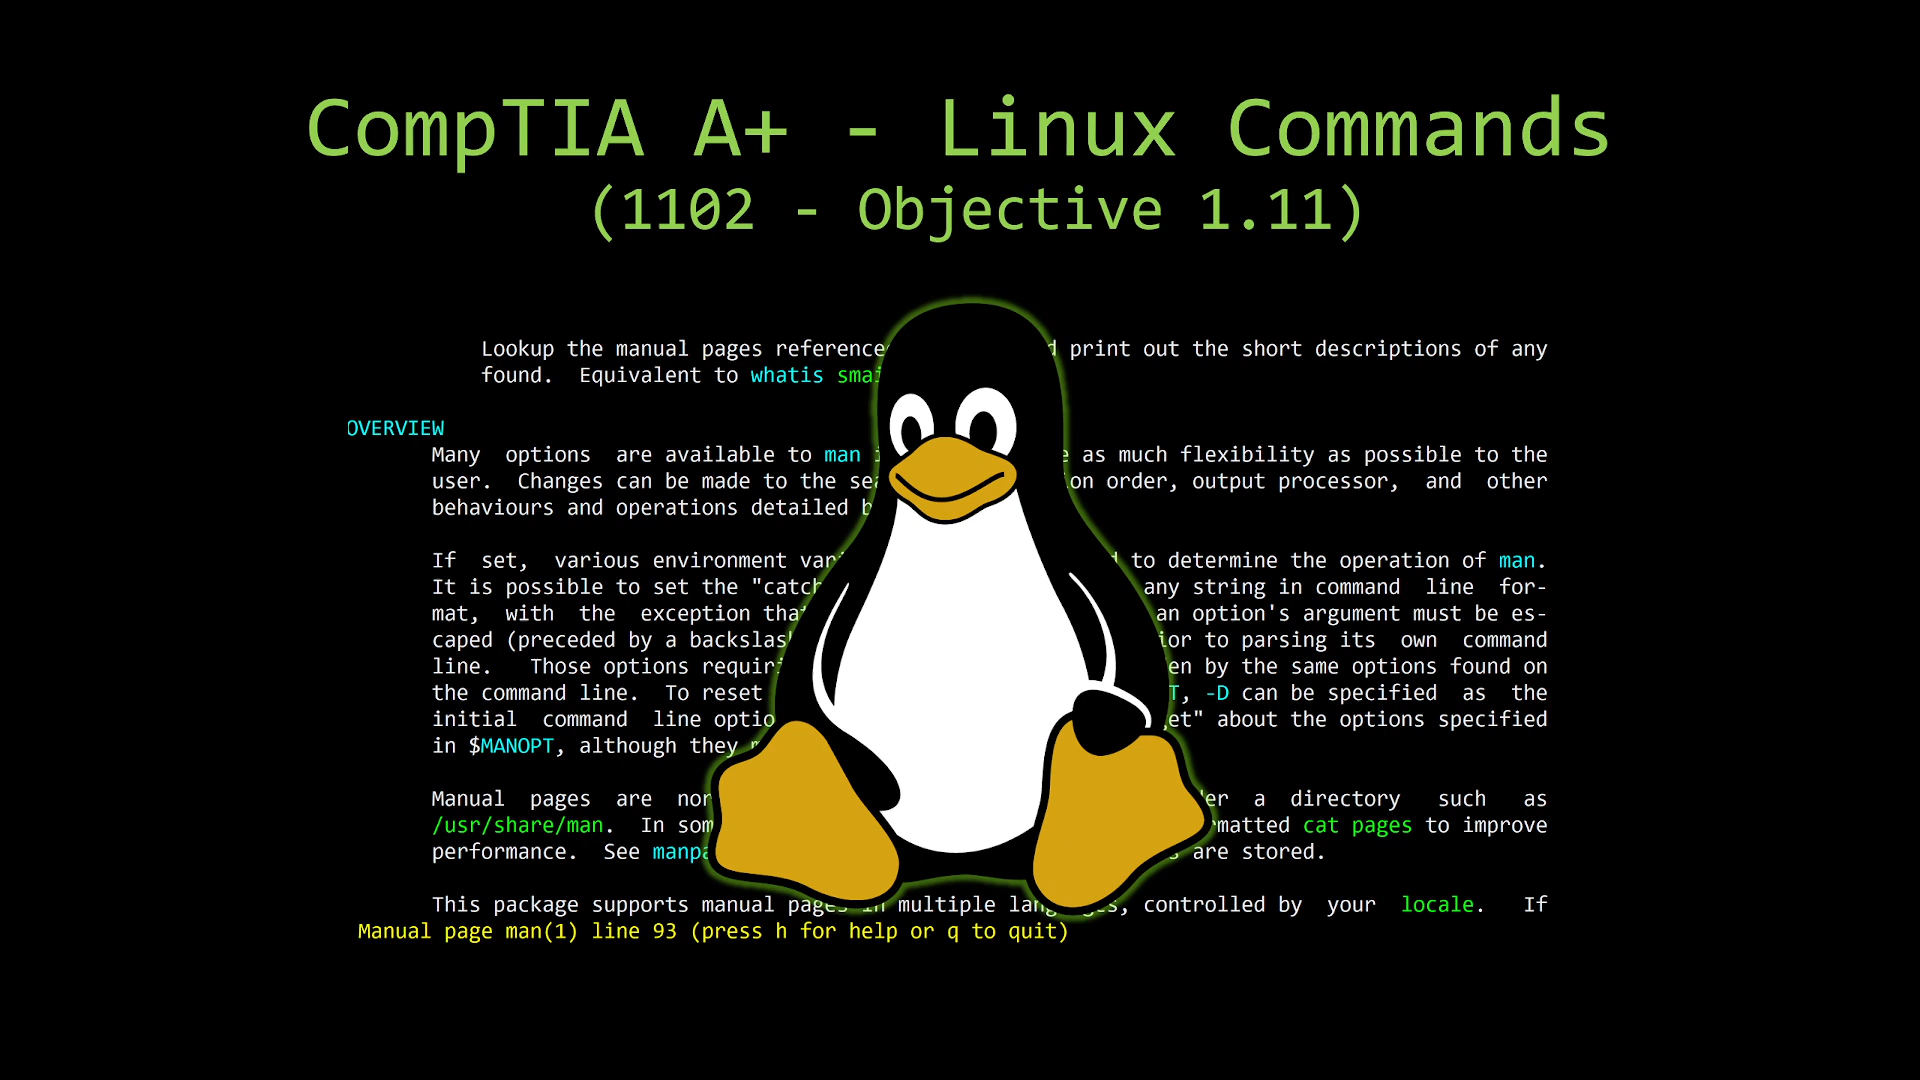 CompTIA A+ - Linux Commands
(1102 - Objective 1.11)
Lookup the manual pages print out the short descriptions of any
found. Equivalent to whatis
OVERVIEW
Many options are available to man as much flexibility as possible to the
user. Changes can be made to the order, output processor, and other
behaviours and operations detailed
If set, various environment to determine the operation of man.
It is possible to set the any string in command line for-
mat, with the exception an option's argument must be es-
caped (preceded by a to parsing its own command
line. Those options by the same options found on
the command line. To reset , -D can be specified as the
initial command line about the options specified
in $MANOPT, although they
Manual pages are a directory such as
/usr/share/man. In cat pages to improve
performance. See are stored.
This package supports manual pages in multiple controlled by your locale. If
Manual page man(1) line 93 (press h for help or q to quit)